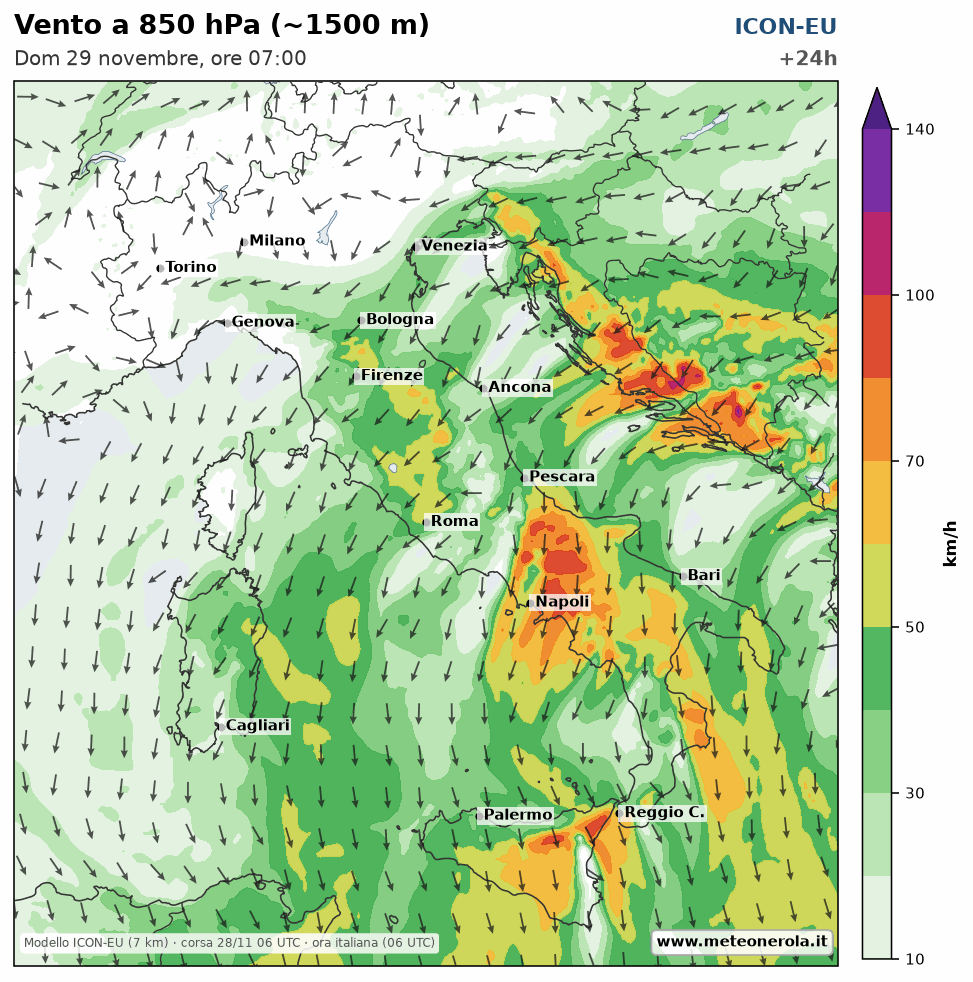 Vento a 850 hPa (~1500 m)
ICON-EU
Dom 29 novembre, ore 07:00
+24h
140
100
70
50
30
10
km/h
Venezia
Milano
Torino
Bologna
Genova
Firenze
Ancona
Pescara
Roma
Bari
Napoli
Cagliari
Palermo
Reggio C.
Modello ICON-EU (7 km) · corsa 28/11 06 UTC · ora italiana (06 UTC)
www.meteonerola.it